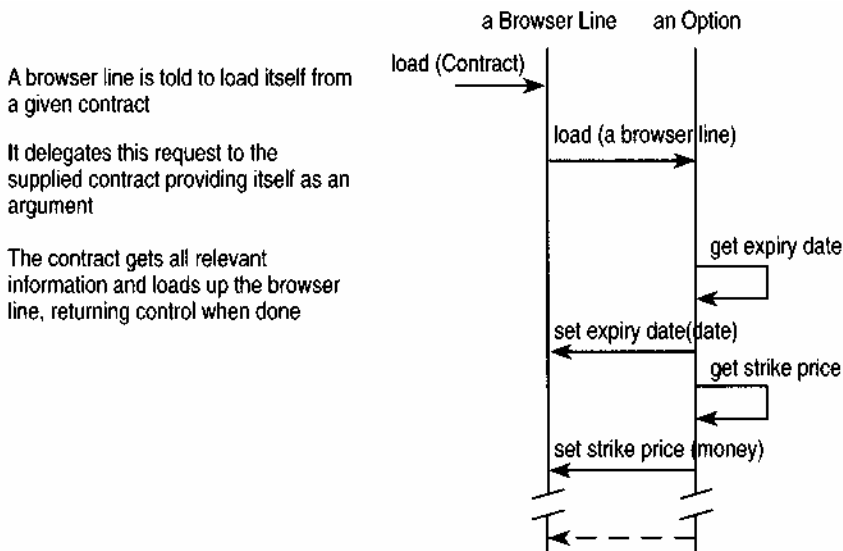 a Browser Line
an Option
load (Contract)
A browser line is told to load itself from
a given contract
load (a browser line)
It delegates this request to the
supplied contract providing itself as an
argument
get expiry date
The contract gets all relevant
information and loads up the browser
line, returning control when done
set expiry date(date)
get strike price
set strike price (money)